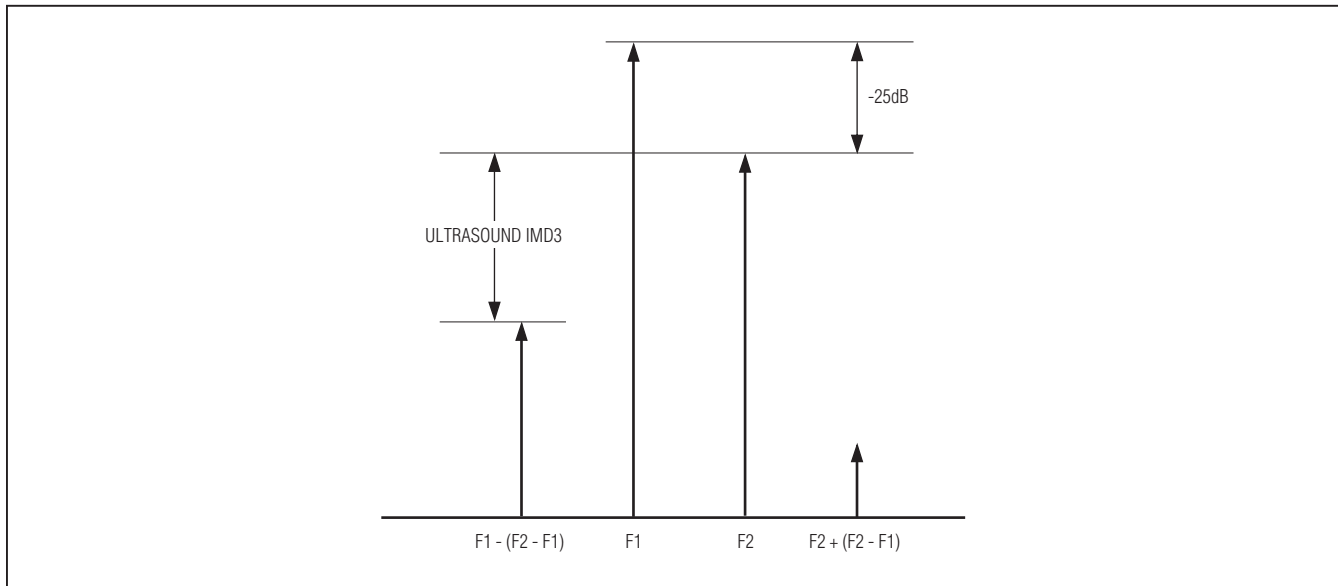 -25dB
ULTRASOUND IMD3
F1 - (F2 - F1)
F1
F2
F2 + (F2 - F1)